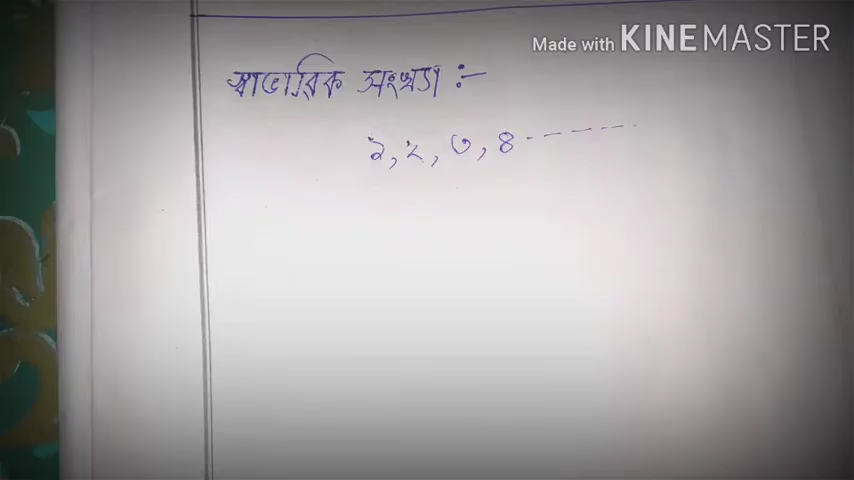 Made with KINEMASTER
স্বাভাবিক সংখ্যা :-
১, ২, ৩, ৪ ------